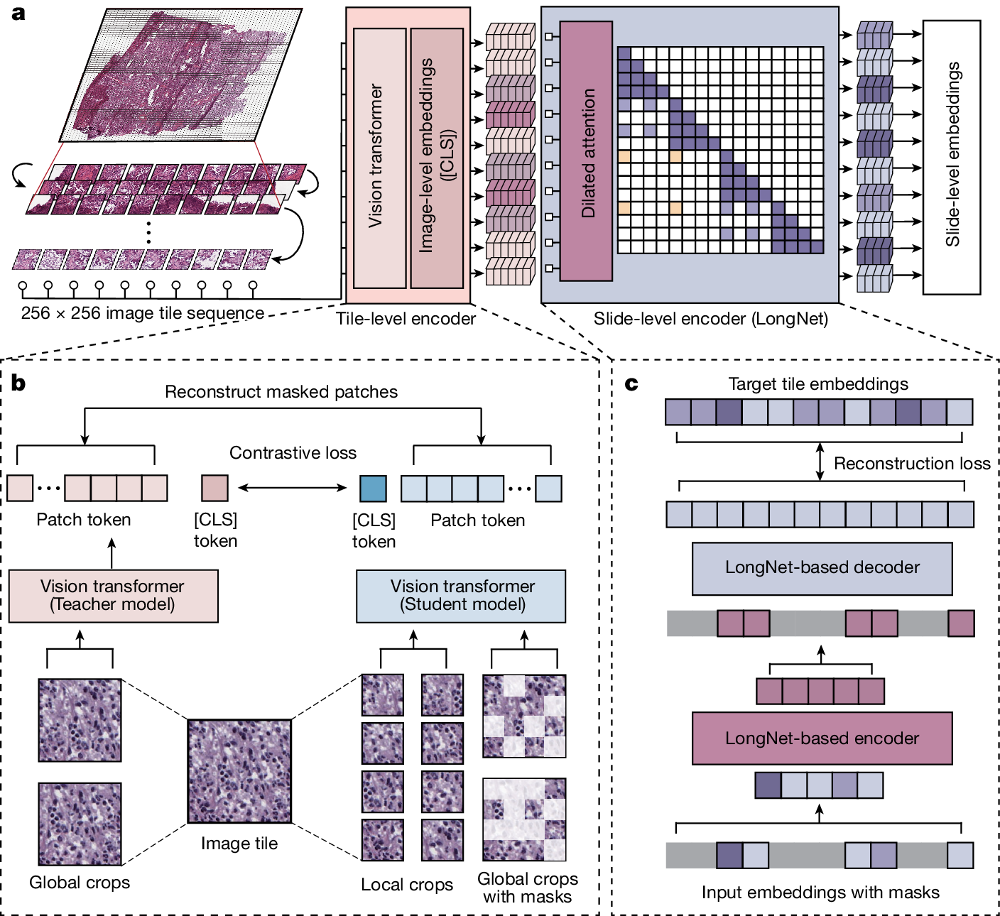 a
256 × 256 image tile sequence
Vision transformer
Image-level embeddings
([CLS])
Tile-level encoder
Dilated attention
Slide-level encoder (LongNet)
Slide-level embeddings
b
Reconstruct masked patches
Contrastive loss
Patch token
[CLS]
token
[CLS]
token
Patch token
Vision transformer
(Teacher model)
Vision transformer
(Student model)
Image tile
Global crops
Local crops
Global crops
with masks
c
Target tile embeddings
Reconstruction loss
LongNet-based decoder
LongNet-based encoder
Input embeddings with masks